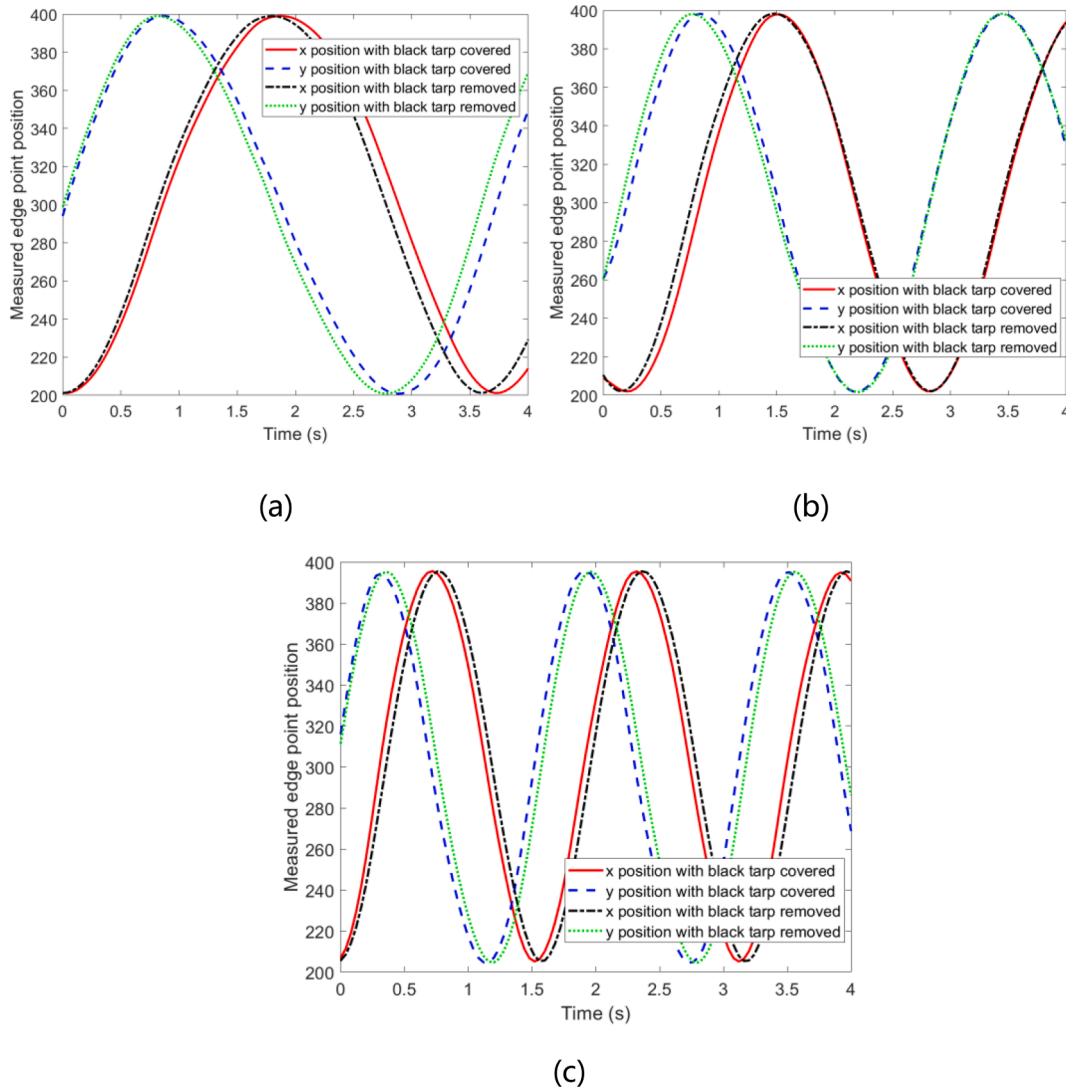 400
380
360
340
320
300
280
260
240
220
200
Measured edge point position
0 0.5 1 1.5 2 2.5 3 3.5 4
Time (s)
x position with black tarp covered
y position with black tarp covered
x position with black tarp removed
y position with black tarp removed
(a)
400
380
360
340
320
300
280
260
240
220
200
Measured edge point position
0 0.5 1 1.5 2 2.5 3 3.5 4
Time (s)
x position with black tarp covered
y position with black tarp covered
x position with black tarp removed
y position with black tarp removed
(b)
400
380
360
340
320
300
280
260
240
220
200
Measured edge point position
0 0.5 1 1.5 2 2.5 3 3.5 4
Time (s)
x position with black tarp covered
y position with black tarp covered
x position with black tarp removed
y position with black tarp removed
(c)